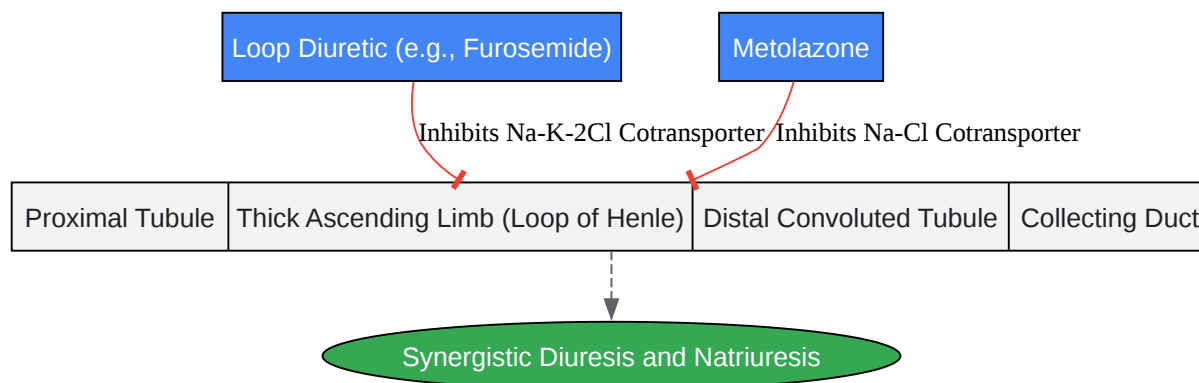 Loop Diuretic (e.g., Furosemide)
Metolazone
Inhibits Na-K-2Cl Cotransporter
Inhibits Na-Cl Cotransporter
Proximal Tubule
Thick Ascending Limb (Loop of Henle)
Distal Convoluted Tubule
Collecting Duct
Synergistic Diuresis and Natriuresis